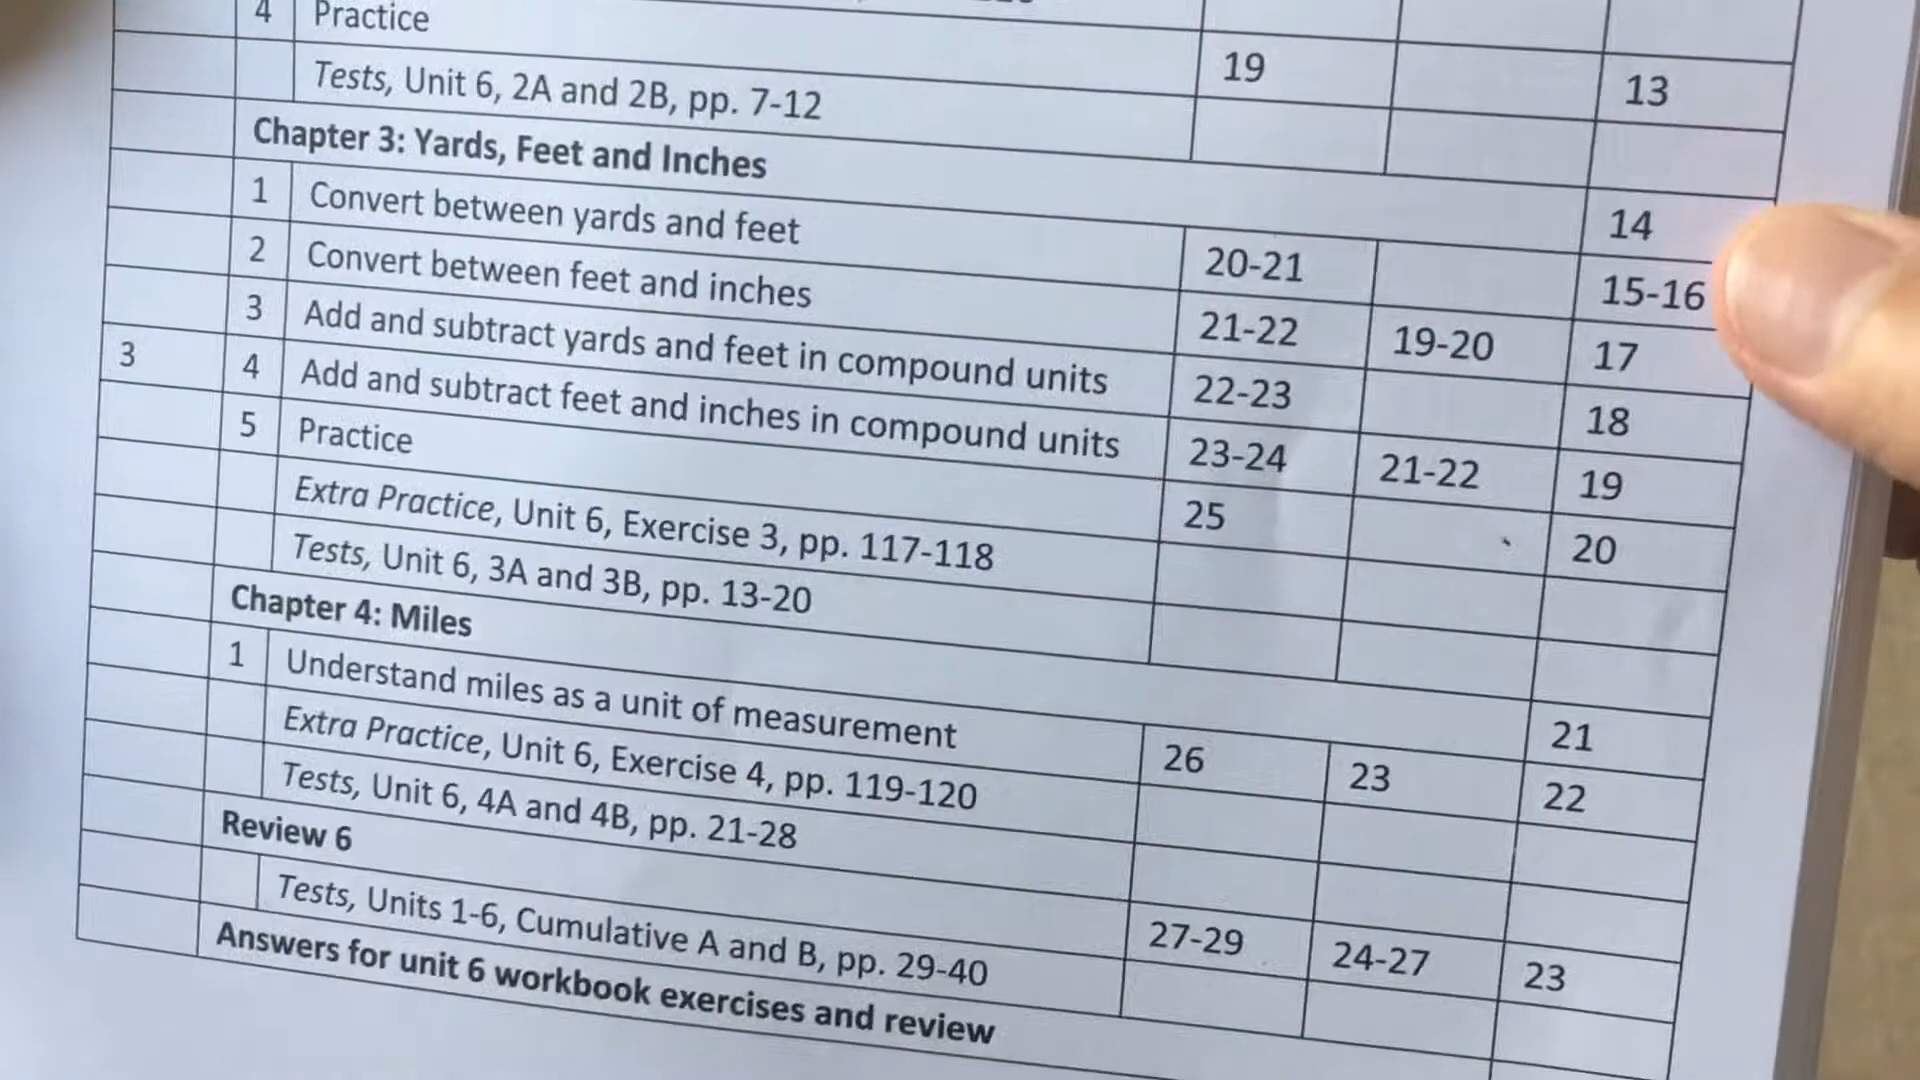 4 Practice 19 13
Tests, Unit 6, 2A and 2B, pp. 7-12
Chapter 3: Yards, Feet and Inches 14
1 Convert between yards and feet 20-21 15-16
2 Convert between feet and inches 21-22 19-20 17
3 Add and subtract yards and feet in compound units 22-23 18
3 4 Add and subtract feet and inches in compound units 23-24 21-22 19
5 Practice 25 20
Extra Practice, Unit 6, Exercise 3, pp. 117-118
Tests, Unit 6, 3A and 3B, pp. 13-20
Chapter 4: Miles 21
1 Understand miles as a unit of measurement 26 23 22
Extra Practice, Unit 6, Exercise 4, pp. 119-120
Tests, Unit 6, 4A and 4B, pp. 21-28
Review 6 27-29 24-27 23
Tests, Units 1-6, Cumulative A and B, pp. 29-40
Answers for unit 6 workbook exercises and review